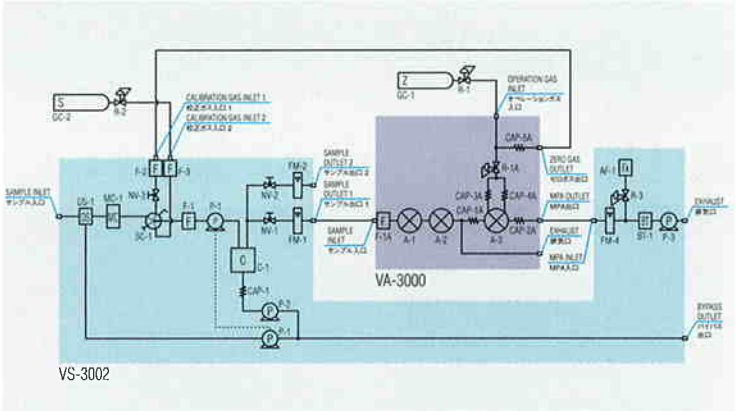 S
GC-2
R-2
CALIBRATION GAS INLET 1
校正ガス入口 1
CALIBRATION GAS INLET 2
校正ガス入口 2
Z
GC-1
R-1
OPERATION GAS
INLET
オペレーションガス
入口
F-2
F
F
F-3
NV-3
SAMPLE INLET
サンプル入口
DS-1
DS
MC-1
MC
SC-1
F
F-1
P-1
P
FM-2
NV-2
NV-1
FM-1
SAMPLE
OUTLET 2
サンプル出口 2
SAMPLE
OUTLET 1
サンプル出口 1
C
C-1
CAP-1
P
P-2
P
P-1
SAMPLE
INLET
サンプル入口
F
F-1A
A-1
A-2
CAP-1A
A-3
CAP-2A
CAP-3A
CAP-4A
R-1A
CAP-5A
ZERO GAS
OUTLET
ゼロガス出口
MPA OUTLET
MPA出口
EXHAUST
排気口
MPA INLET
MPA入口
VA-3000
AF-1
R-3
FM-4
BT
BT-1
P
P-3
EXHAUST
排気口
BYPASS
OUTLET
バイパス
出口
VS-3002